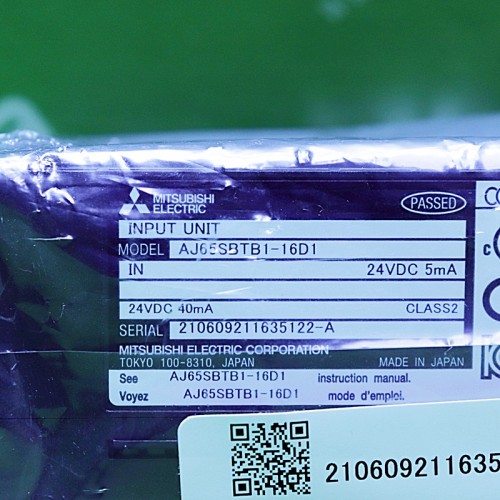 MITSUBISHI
ELECTRIC
PASSED
INPUT UNIT
MODEL AJ65SBTB1-16D1
IN 24VDC 5mA
24VDC 40mA CLASS2
SERIAL 210609211635122-A
MITSUBISHI ELECTRIC CORPORATION
TOKYO 100-8310, JAPAN MADE IN JAPAN
See AJ65SBTB1-16D1 instruction manual.
Voyez AJ65SBTB1-16D1 mode d'emploi.
210609211635